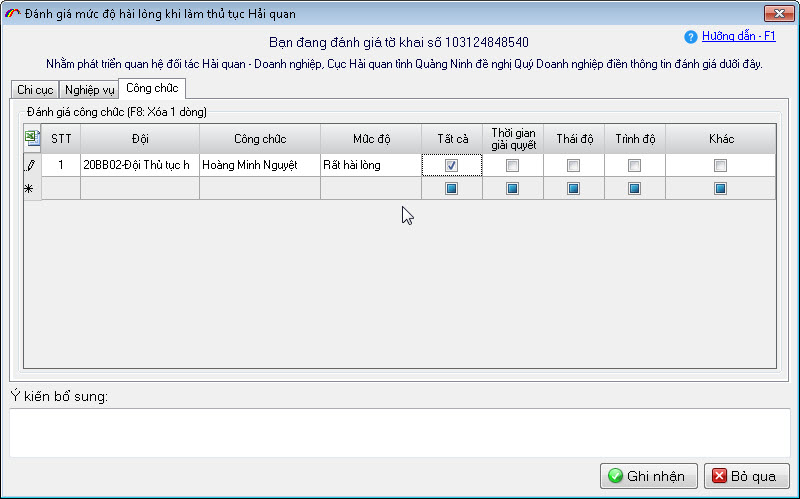 Đánh giá mức độ hài lòng khi làm thủ tục Hải quan
Bạn đang đánh giá tờ khai số 103124848540
Hướng dẫn - F1
Nhằm phát triển quan hệ đối tác Hải quan - Doanh nghiệp, Cục Hải quan tỉnh Quảng Ninh đề nghị Quý Doanh nghiệp điền thông tin đánh giá dưới đây.
Chi cục Nghiệp vụ Công chức
Đánh giá công chức (F8: Xóa 1 dòng)
STT Đội Công chức Mức độ Tất cả Thời gian giải quyết Thái độ Trình độ Khác
1 20BB02-Đội Thủ tục h Hoàng Minh Nguyệt Rất hài lòng
Ý kiến bổ sung:
Ghi nhận Bỏ qua